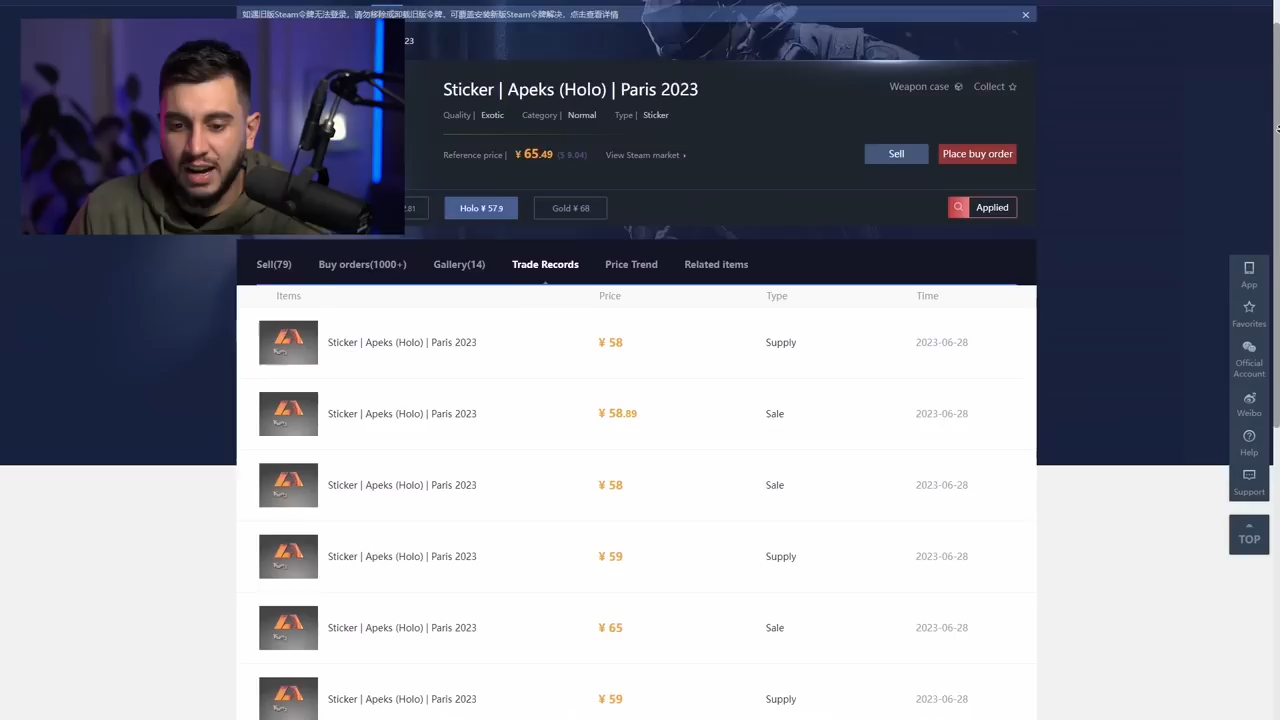 如遇旧版Steam令牌无法登录，请勿移除或卸载旧版令牌，可覆盖安装新版Steam令牌解决，点击查看详情
23
Sticker | Apeks (Holo) | Paris 2023
Weapon case
Collect
Quality | Exotic Category | Normal Type | Sticker
Reference price | ¥ 65.49 ($ 9.04) View Steam market
Sell
Place buy order
.81
Holo ¥ 57.9
Gold ¥ 68
Applied
Sell(79) Buy orders(1000+) Gallery(14) Trade Records Price Trend Related items
Items Price Type Time
Sticker | Apeks (Holo) | Paris 2023 ¥ 58 Supply 2023-06-28
Sticker | Apeks (Holo) | Paris 2023 ¥ 58.89 Sale 2023-06-28
Sticker | Apeks (Holo) | Paris 2023 ¥ 58 Sale 2023-06-28
Sticker | Apeks (Holo) | Paris 2023 ¥ 59 Supply 2023-06-28
Sticker | Apeks (Holo) | Paris 2023 ¥ 65 Sale 2023-06-28
Sticker | Apeks (Holo) | Paris 2023 ¥ 59 Supply 2023-06-28
App
Favorites
Official
Account
Weibo
Help
Support
TOP